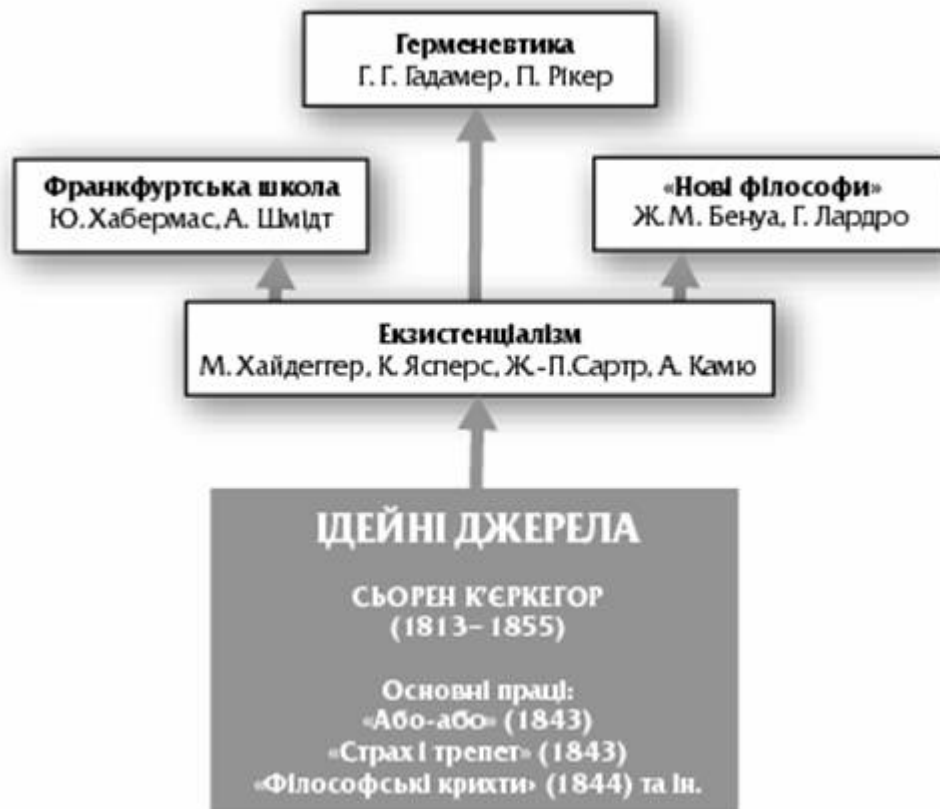 Герменевтика
Г. Г. Гадамер, П. Рікер
Франкфуртська школа
Ю. Хабермас, А. Шмідт
«Нові філософи»
Ж. М. Бенуа, Г. Лардро
Екзистенціалізм
М. Хайдеггер, К. Ясперс, Ж.-П.Сартр, А. Камю
ІДЕЙНІ ДЖЕРЕЛА
СЬОРЕН К'ЄРКЕГОР
(1813–1855)
Основні праці:
«Або-або» (1843)
«Страх і трепет» (1843)
«Філософські крихти» (1844) та ін.